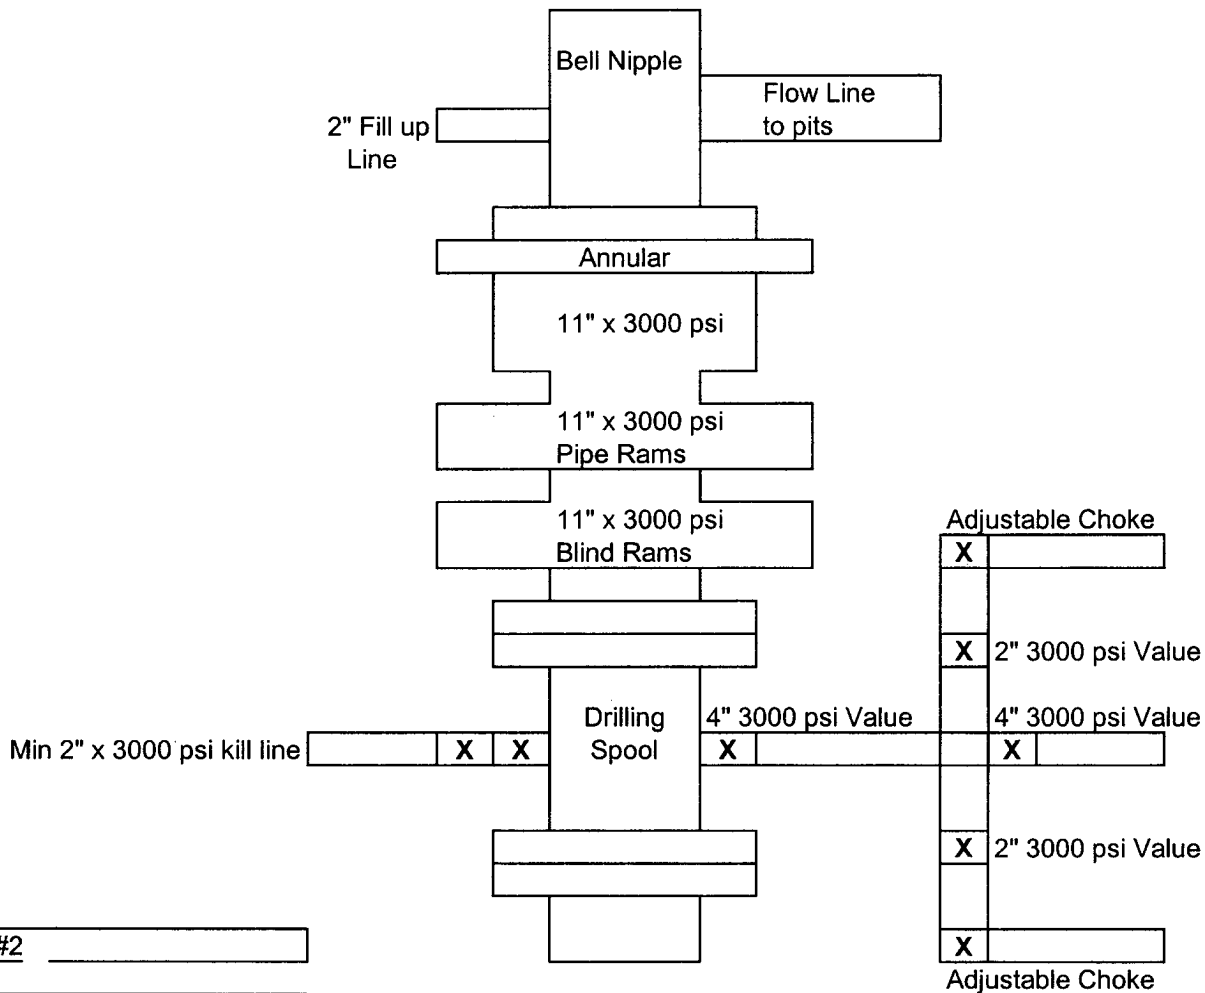 Bell Nipple
Flow Line
to pits
2" Fill up
Line
Annular
11" x 3000 psi
11" x 3000 psi
Pipe Rams
11" x 3000 psi
Blind Rams
Adjustable Choke
X
X 2" 3000 psi Value
Drilling
Spool
4" 3000 psi Value
4" 3000 psi Value
Min 2" x 3000 psi kill line
X X
X
X
X 2" 3000 psi Value
#2
X
Adjustable Choke